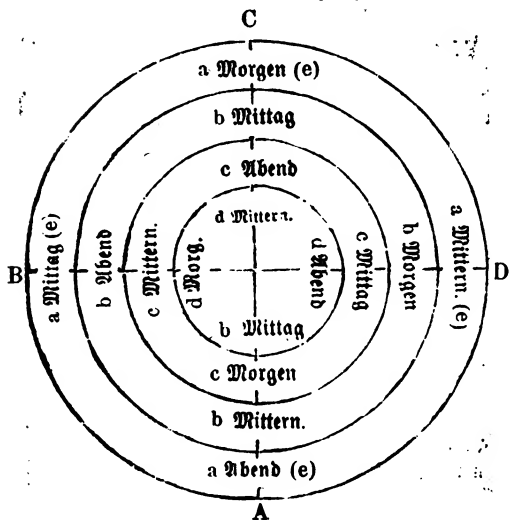 C
a Morgen (e)
b Mittag
c Abend
d Mittern.
B
a Mittag (e)
b Abend
c Mittern.
d Morg.
d Abend
c Mittag
b Morgen
a Mittern. (e)
D
b Mittag
c Morgen
b Mittern.
a Abend (e)
A